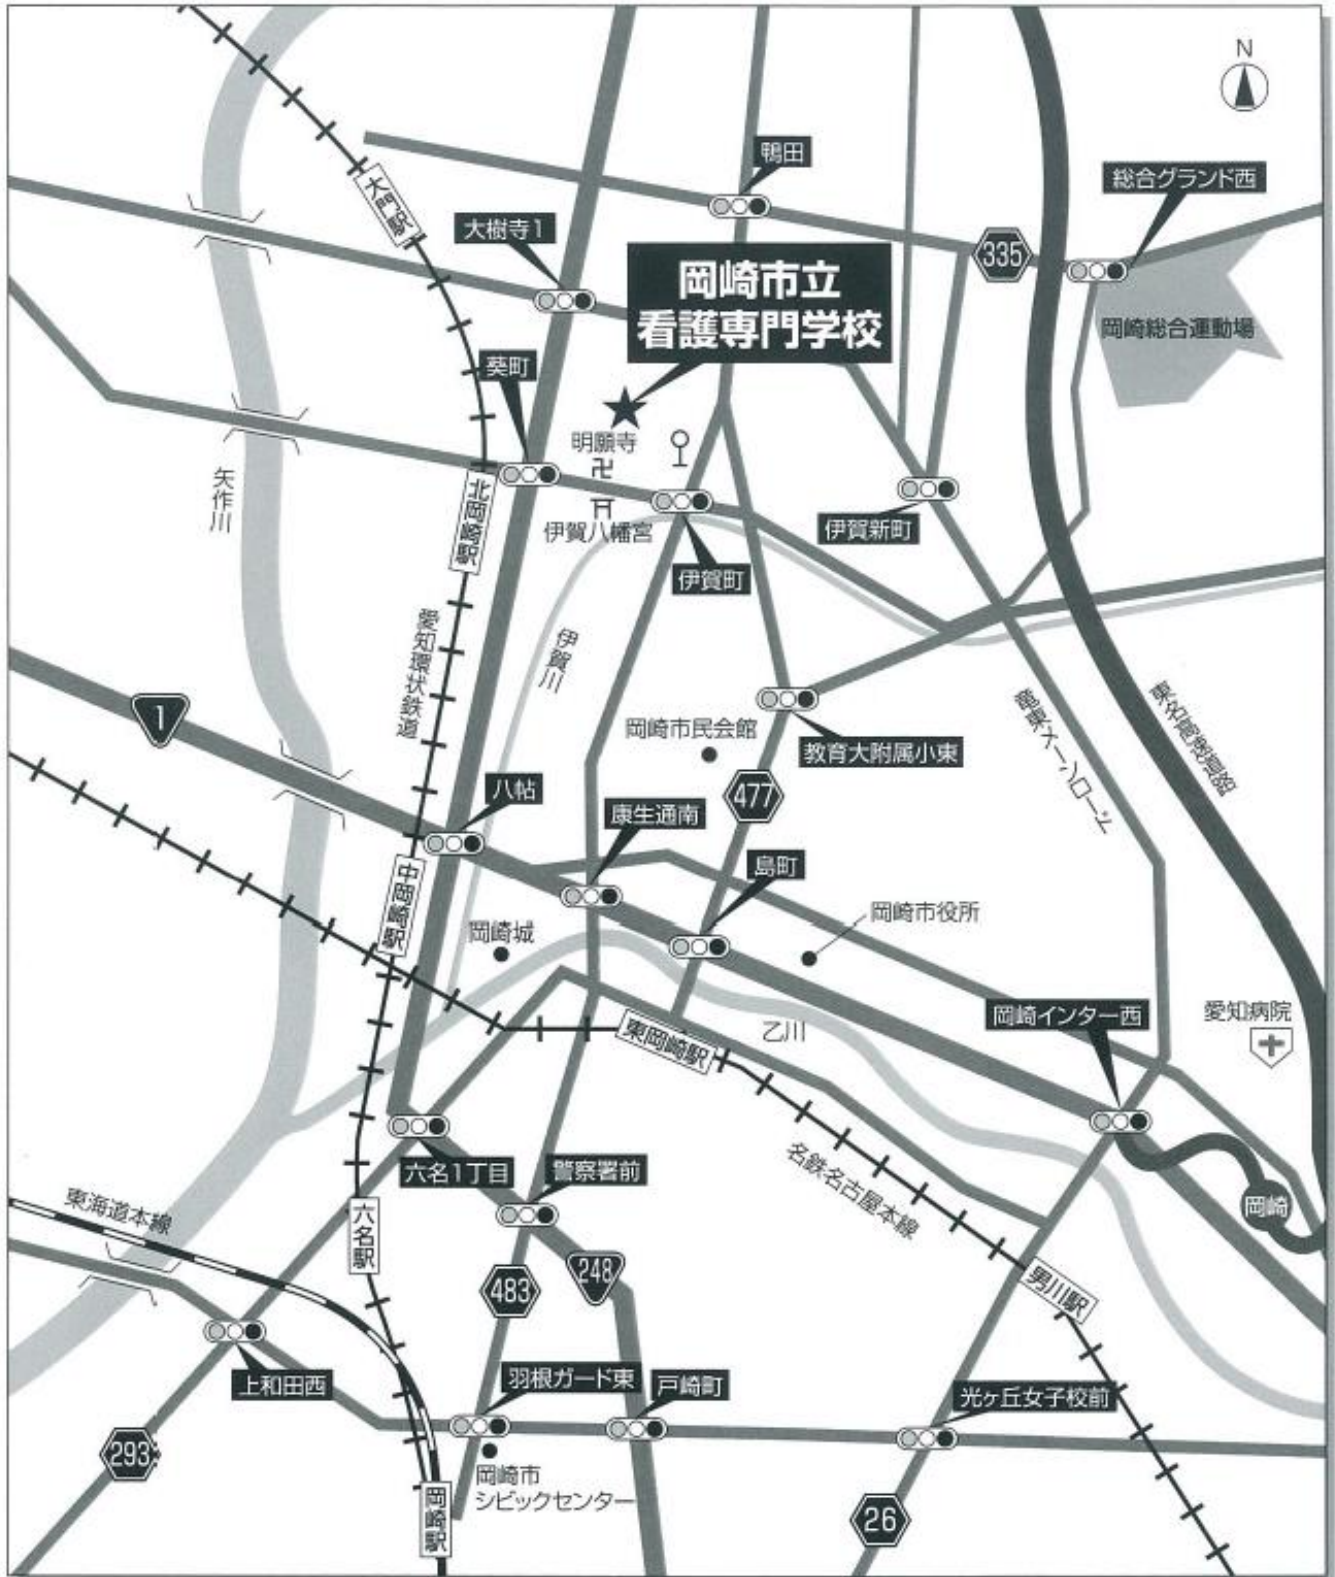 N
鴨田
総合グランド西
大門駅
大樹寺1
335
岡崎市立
看護専門学校
岡崎総合運動場
葵町
明願寺
矢作川
北岡崎駅
伊賀八幡宮
伊賀新町
伊賀町
愛知環状鉄道
伊賀川
1
岡崎市民会館
教育大附属小東
東名高速道路
八帖
康生通南
477
島町
中岡崎駅
岡崎城
岡崎市役所
岡崎インター西
愛知病院
東岡崎駅
乙川
六名1丁目
警察署前
名鉄名古屋本線
東海道本線
六名駅
岡崎
483
248
男川駅
上和田西
羽根ガード東
戸崎町
光ヶ丘女子校前
293
岡崎市
シビックセンター
岡崎駅
26